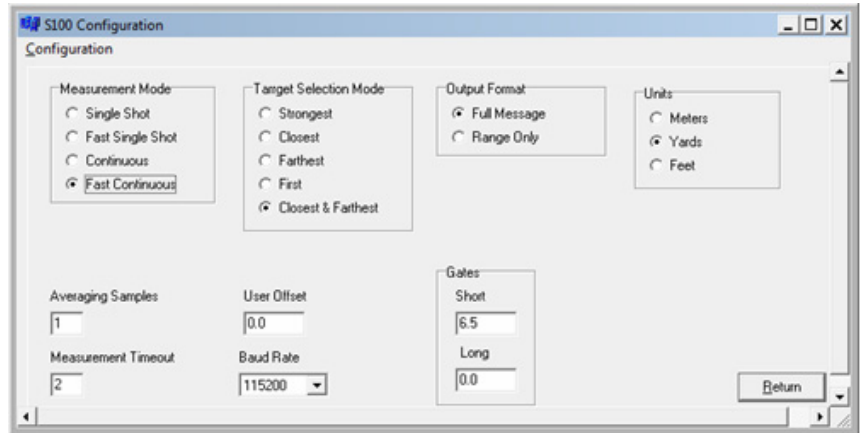 S100 Configuration
Configuration
Measurement Mode
Single Shot
Fast Single Shot
Continuous
Fast Continuous
Tarrget Selection Mode
Strongest
Closest
Farthest
First
Closest & Farthest
Output Format
Full Message
Range Only
Units
Meters
Yards
Feet
Averaging Samples
1
Measurement Timeout
2
User Offset
0.0
Baud Rate
115200
Gates
Short
6.5
Long
0.0
Return